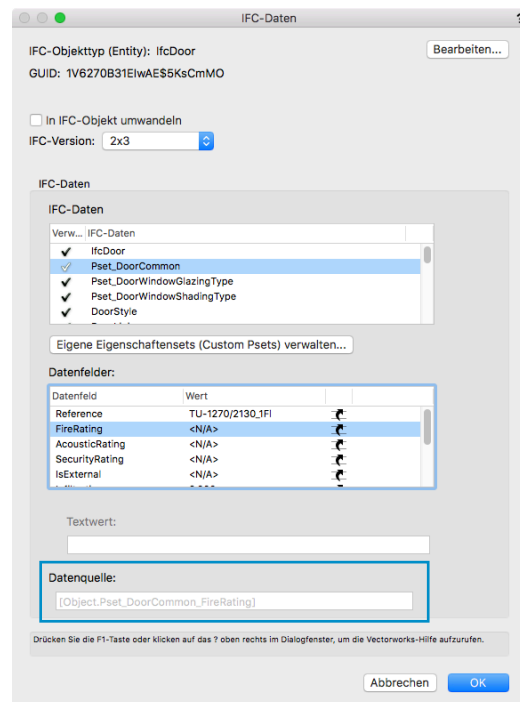 IFC-Daten
?
IFC-Objekttyp (Entity): IfcDoor
Bearbeiten...
GUID: 1V6270B31EIwAE$5KsCmMO
In IFC-Objekt umwandeln
IFC-Version: 2x3
IFC-Daten
IFC-Daten
Verw... IFC-Daten
IfcDoor
Pset_DoorCommon
Pset_DoorWindowGlazingType
Pset_DoorWindowShadingType
DoorStyle
Eigene Eigenschaftensets (Custom Psets) verwalten...
Datenfelder:
Datenfeld Wert
Reference TU-1270/2130_1Fl
FireRating <N/A>
AcousticRating <N/A>
SecurityRating <N/A>
IsExternal <N/A>
Textwert:
Datenquelle:
[Object.Pset_DoorCommon_FireRating]
Drücken Sie die F1-Taste oder klicken auf das ? oben rechts im Dialogfenster, um die Vectorworks-Hilfe aufzurufen.
Abbrechen OK